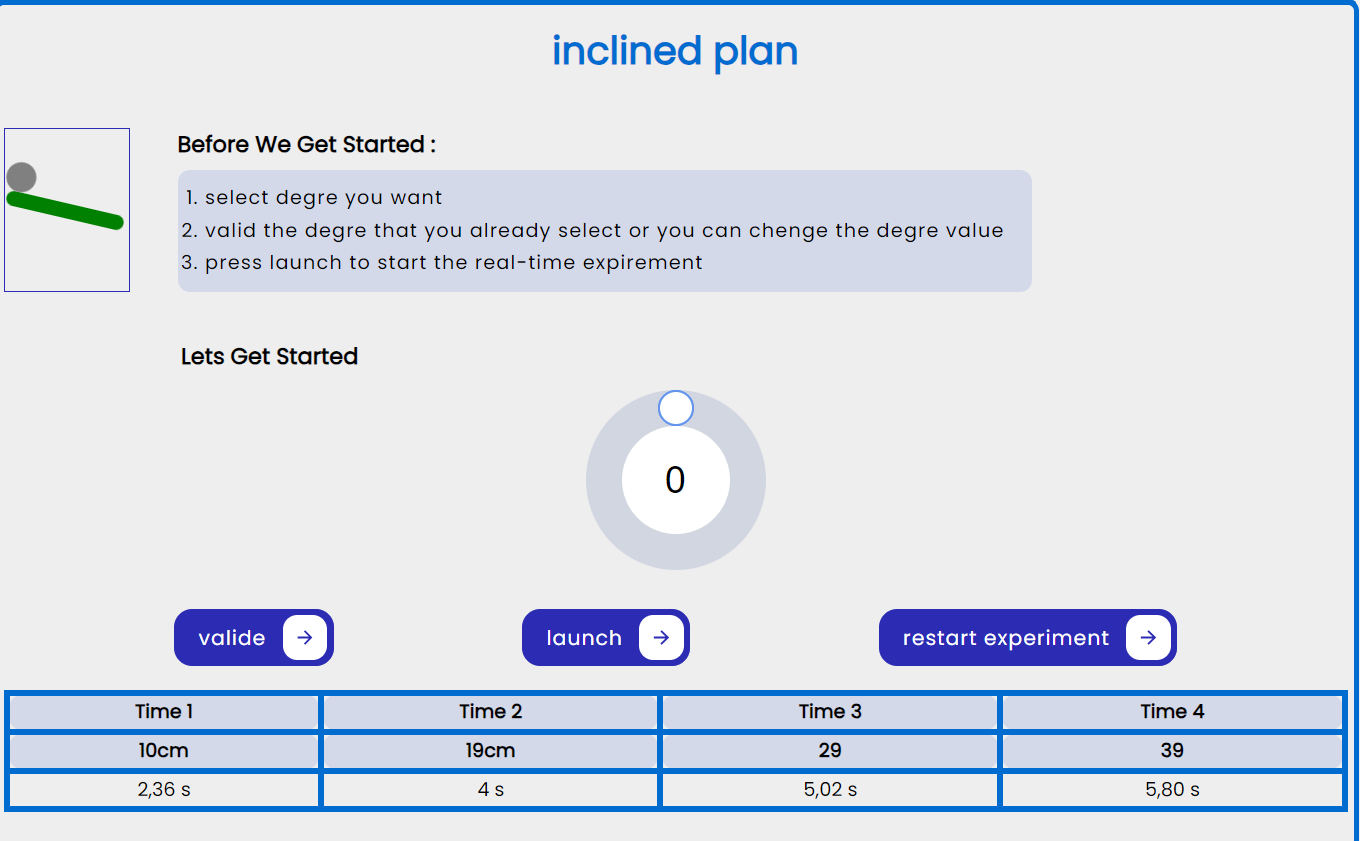 inclined plan
Before We Get Started :
1. select degre you want
2. valid the degre that you already select or you can chenge the degre value
3. press launch to start the real-time expirement
Lets Get Started
0
valide
launch
restart experiment
Time 1 Time 2 Time 3 Time 4
10cm 19cm 29 39
2,36 s 4 s 5,02 s 5,80 s